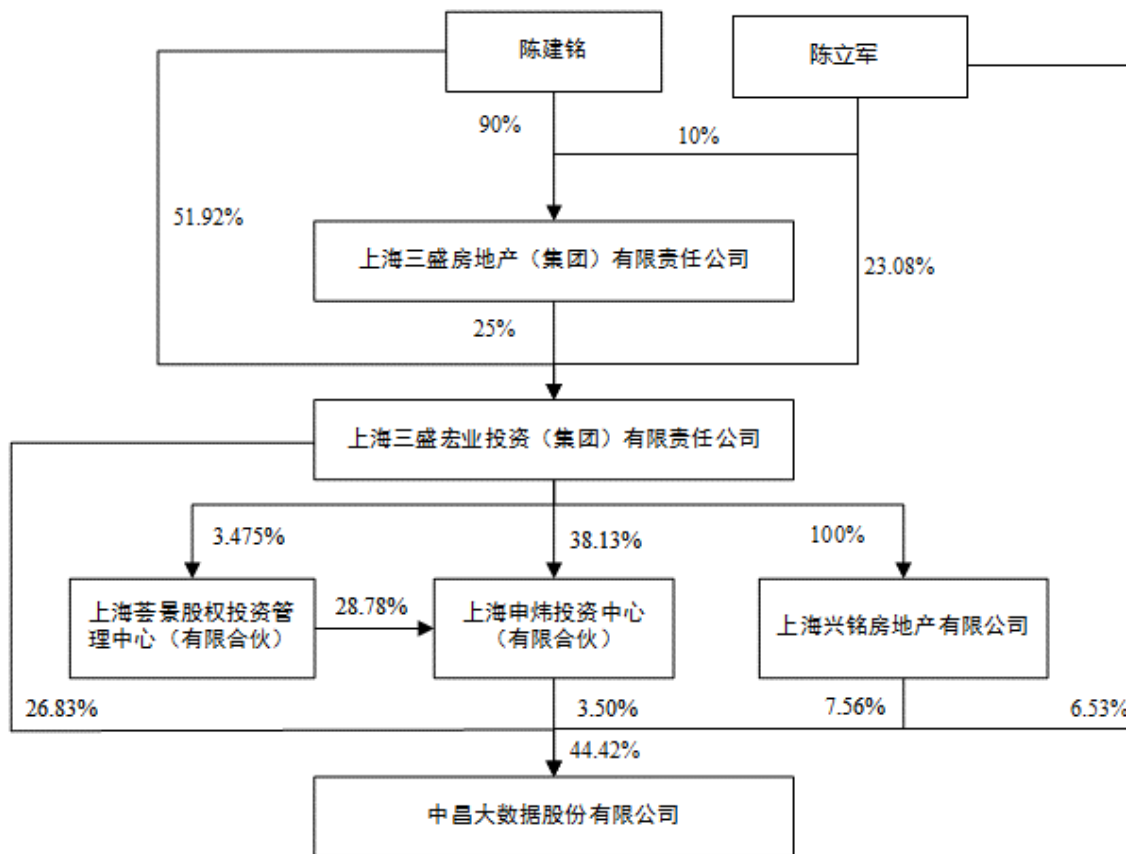 陈建铭
陈立军
90%
10%
51.92%
上海三盛房地产（集团）有限责任公司
23.08%
25%
上海三盛宏业投资（集团）有限责任公司
3.475%
38.13%
100%
上海荟景股权投资管
理中心（有限合伙）
28.78%
上海申炜投资中心
（有限合伙）
上海兴铭房地产有限公司
26.83%
3.50%
7.56%
6.53%
44.42%
中昌大数据股份有限公司